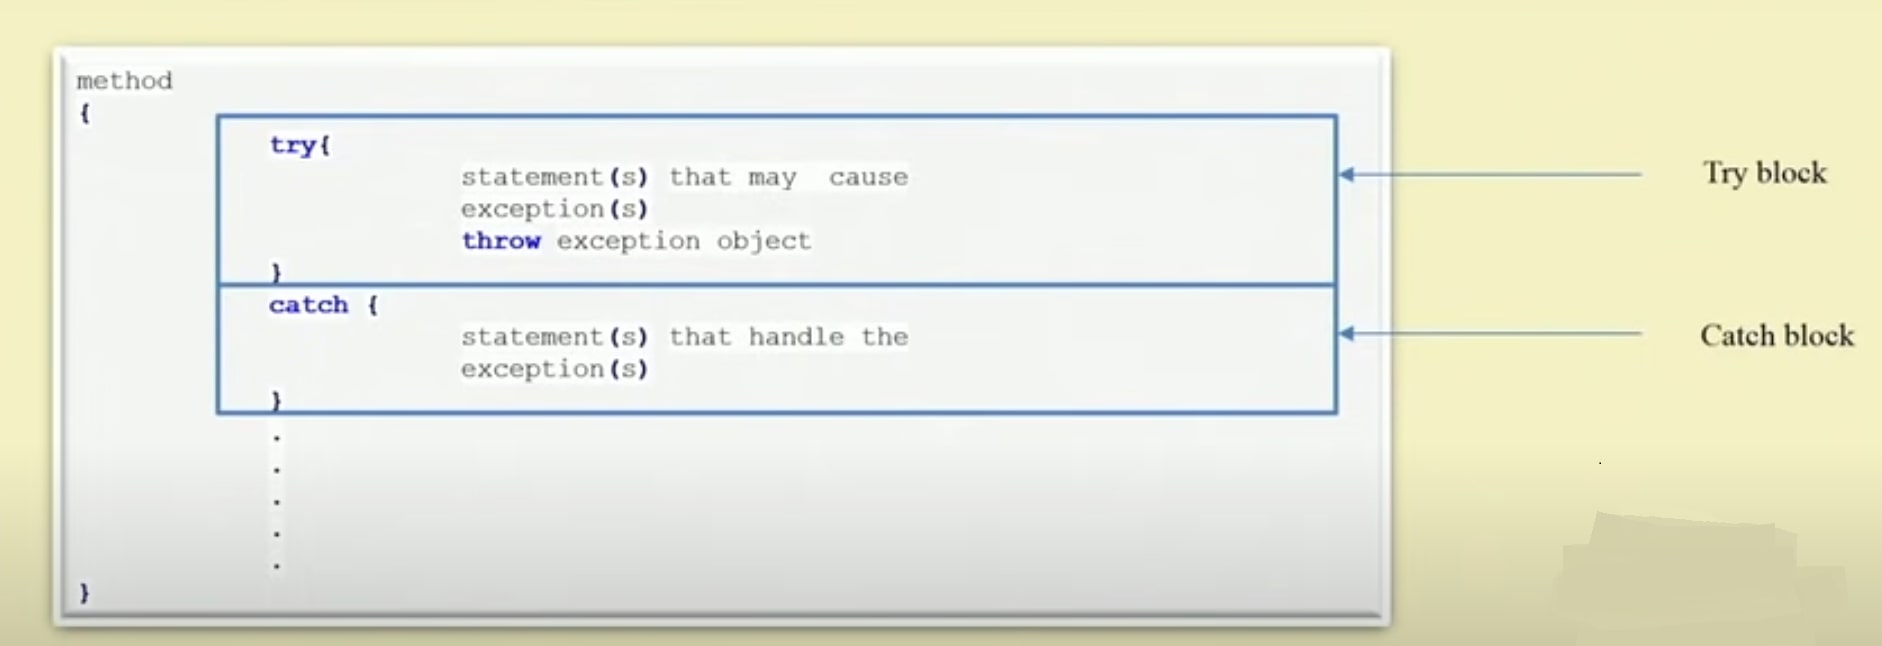 method
{
try{
statement(s) that may cause
exception(s)
throw exception object
}
catch {
statement(s) that handle the
exception(s)
}
.
.
.
.
.
}
Try block
Catch block